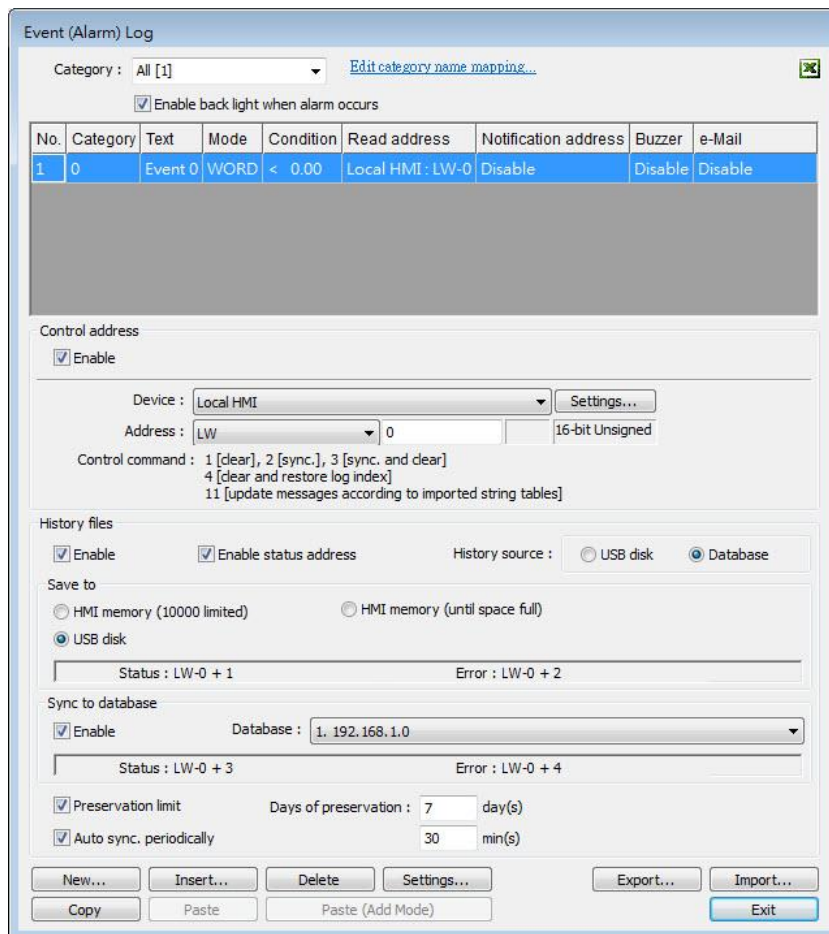 Event (Alarm) Log
Category : All [1] Edit category name mapping...
Enable back light when alarm occurs
No. Category Text Mode Condition Read address Notification address Buzzer e-Mail
1 0 Event 0 WORD < 0.00 Local HMI : LW-0 Disable Disable Disable
Control address
Enable
Device : Local HMI Settings...
Address : LW 0 16-bit Unsigned
Control command : 1 [clear], 2 [sync.], 3 [sync. and clear]
4 [clear and restore log index]
11 [update messages according to imported string tables]
History files
Enable Enable status address History source : USB disk Database
Save to
HMI memory (10000 limited) HMI memory (until space full)
USB disk
Status : LW-0 + 1 Error : LW-0 + 2
Sync to database
Enable Database : 1. 192.168.1.0
Status : LW-0 + 3 Error : LW-0 + 4
Preservation limit Days of preservation : 7 day(s)
Auto sync. periodically 30 min(s)
New... Insert... Delete Settings... Export... Import...
Copy Paste Paste (Add Mode) Exit